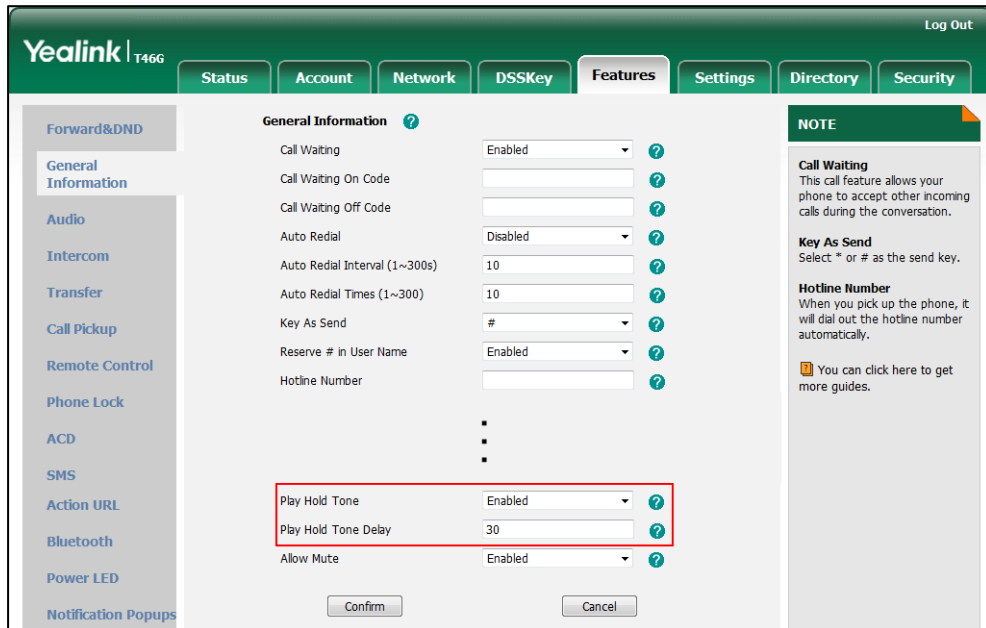 Log Out
Yealink T46G
Status Account Network DSSKey Features Settings Directory Security
Forward&DND
General
Information
Audio
Intercom
Transfer
Call Pickup
Remote Control
Phone Lock
ACD
SMS
Action URL
Bluetooth
Power LED
Notification Popups
General Information ?
Call Waiting Enabled ?
Call Waiting On Code ?
Call Waiting Off Code ?
Auto Redial Disabled ?
Auto Redial Interval (1~300s) 10 ?
Auto Redial Times (1~300) 10 ?
Key As Send # ?
Reserve # in User Name Enabled ?
Hotline Number ?
Play Hold Tone Enabled ?
Play Hold Tone Delay 30 ?
Allow Mute Enabled ?
Confirm Cancel
NOTE
Call Waiting
This call feature allows your
phone to accept other incoming
calls during the conversation.
Key As Send
Select * or # as the send key.
Hotline Number
When you pick up the phone, it
will dial out the hotline number
automatically.
? You can click here to get
more guides.